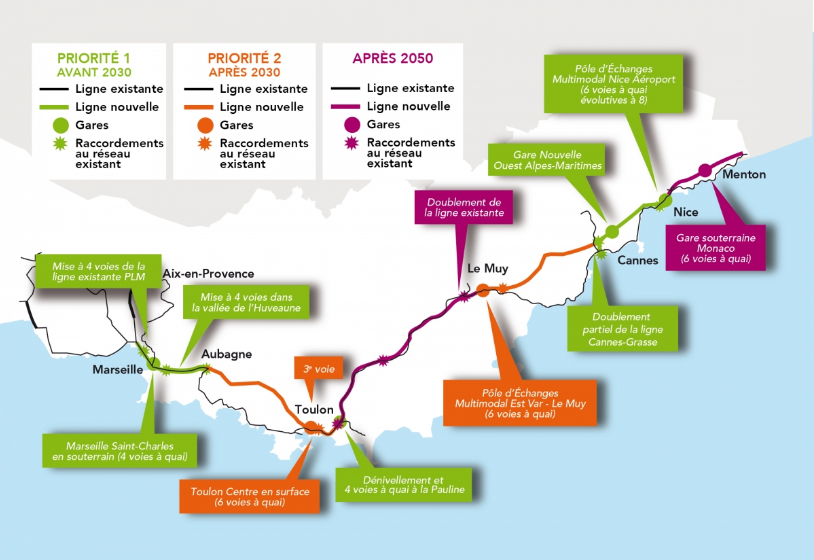 PRIORITÉ 1
AVANT 2030
Ligne existante
Ligne nouvelle
Gares
Raccordements
au réseau
existant
PRIORITÉ 2
APRÈS 2030
Ligne existante
Ligne nouvelle
Gares
Raccordements
au réseau
existant
APRÈS 2050
Ligne existante
Ligne nouvelle
Gares
Raccordements
au réseau
existant
Pôle d'Échanges
Multimodal Nice Aéroport
(6 voies à quai
évolutives à 8)
Gare Nouvelle
Ouest Alpes-Maritimes
Menton
Nice
Doublement de
la ligne existante
Gare souterraine
Monaco
(6 voies à quai)
Cannes
Le Muy
Mise à 4 voies de la
ligne existante PLM
Aix-en-Provence
Mise à 4 voies dans
la vallée de l'Huveaune
Doublement
partiel de la ligne
Cannes-Grasse
Aubagne
Marseille
3e voie
Toulon
Pôle d'Échanges
Multimodal Est Var - Le Muy
(6 voies à quai)
Marseille Saint-Charles
en souterrain (4 voies à quai)
Toulon Centre en surface
(6 voies à quai)
Dénivellement et
4 voies à quai à la Pauline